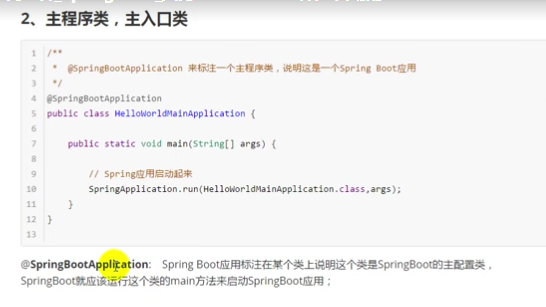 2、主程序类，主入口类
1 /**
2  *  @SpringBootApplication 来标注一个主程序类，说明这是一个Spring Boot应用
3  */
4 @SpringBootApplication
5 public class HelloWorldMainApplication {
6
7     public static void main(String[] args) {
8
9         // Spring应用启动起来
10         SpringApplication.run(HelloWorldMainApplication.class,args);
11     }
12 }
13
@SpringBootApplication:    Spring Boot应用标注在某个类上说明这个类是SpringBoot的主配置类，
SpringBoot就应该运行这个类的main方法来启动SpringBoot应用；